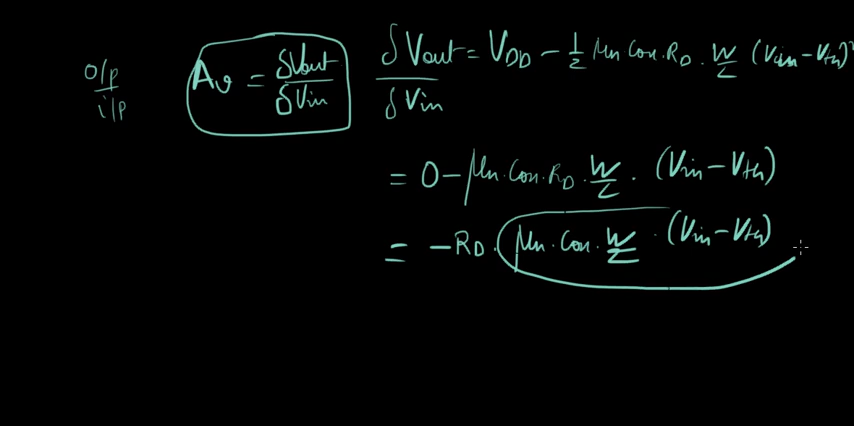 O/p
i/p
Av = δVout/δVin
δVout/δVin = VDD − 1/2 μn·Cox·RD · W/L (Vin − Vth)²
= 0 − μn·Cox·RD · W/L · (Vin − Vth)
= −RD · μn·Cox · W/L · (Vin − Vth)